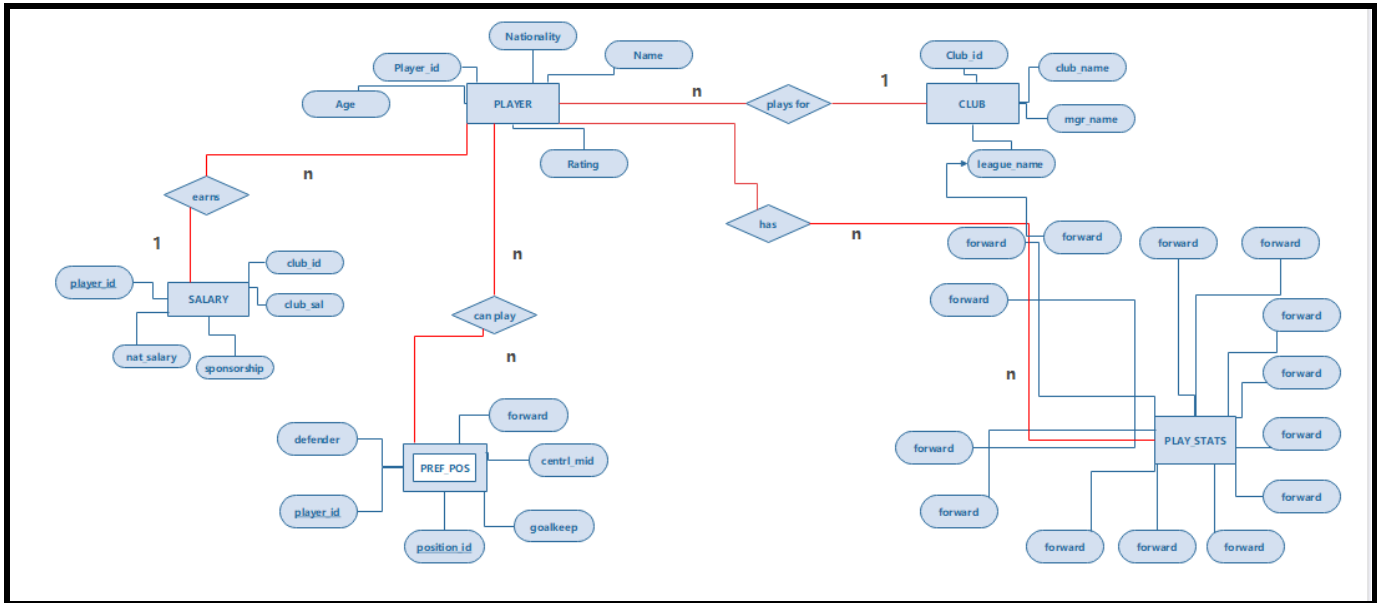 Nationality
Name
Club_id
Player_id
club_name
n
1
Age
PLAYER
plays for
CLUB
mgr_name
Rating
league_name
n
earns
has
n
forward
forward
forward
forward
1
n
club_id
player_id
SALARY
club_sal
forward
can play
forward
nat_salary
n
sponsorship
n
forward
forward
forward
defender
PREF_POS
centrl_mid
forward
PLAY_STATS
forward
player_id
goalkeep
forward
forward
position_id
forward
forward
forward